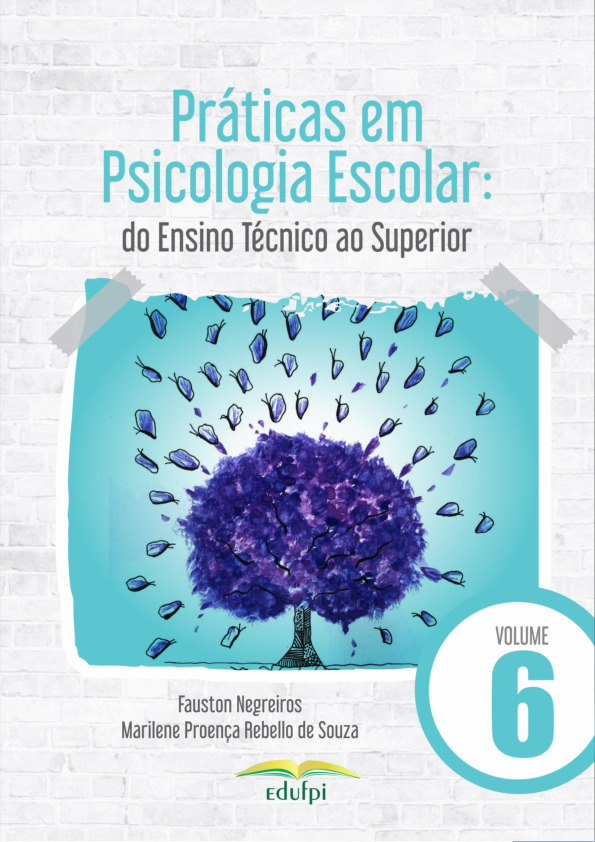 Práticas em
Psicologia Escolar:
do Ensino Técnico ao Superior
VOLUME
6
Fauston Negreiros
Marilene Proença Rebello de Souza
Edufpi